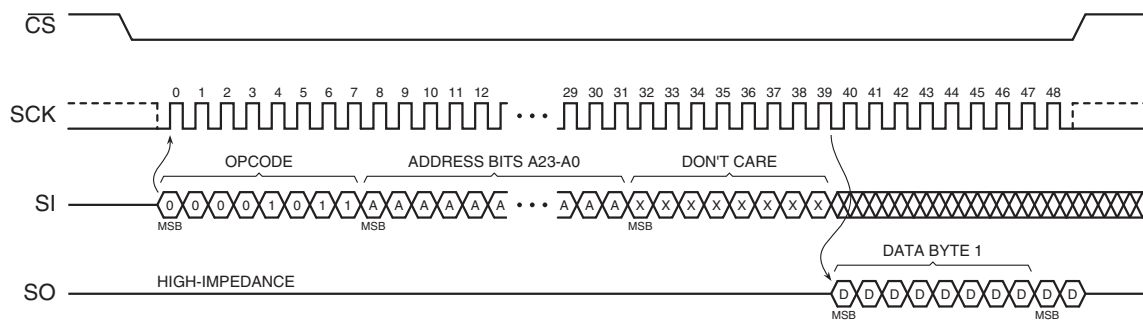 CS
0 1 2 3 4 5 6 7 8 9 10 11 12 29 30 31 32 33 34 35 36 37 38 39 40 41 42 43 44 45 46 47 48
SCK
OPCODE ADDRESS BITS A23-A0 DON'T CARE
SI 0 0 0 0 1 0 1 1 A A A A A A A A A X X X X X X X X
MSB MSB MSB
DATA BYTE 1
HIGH-IMPEDANCE
SO D D D D D D D D D D
MSB MSB